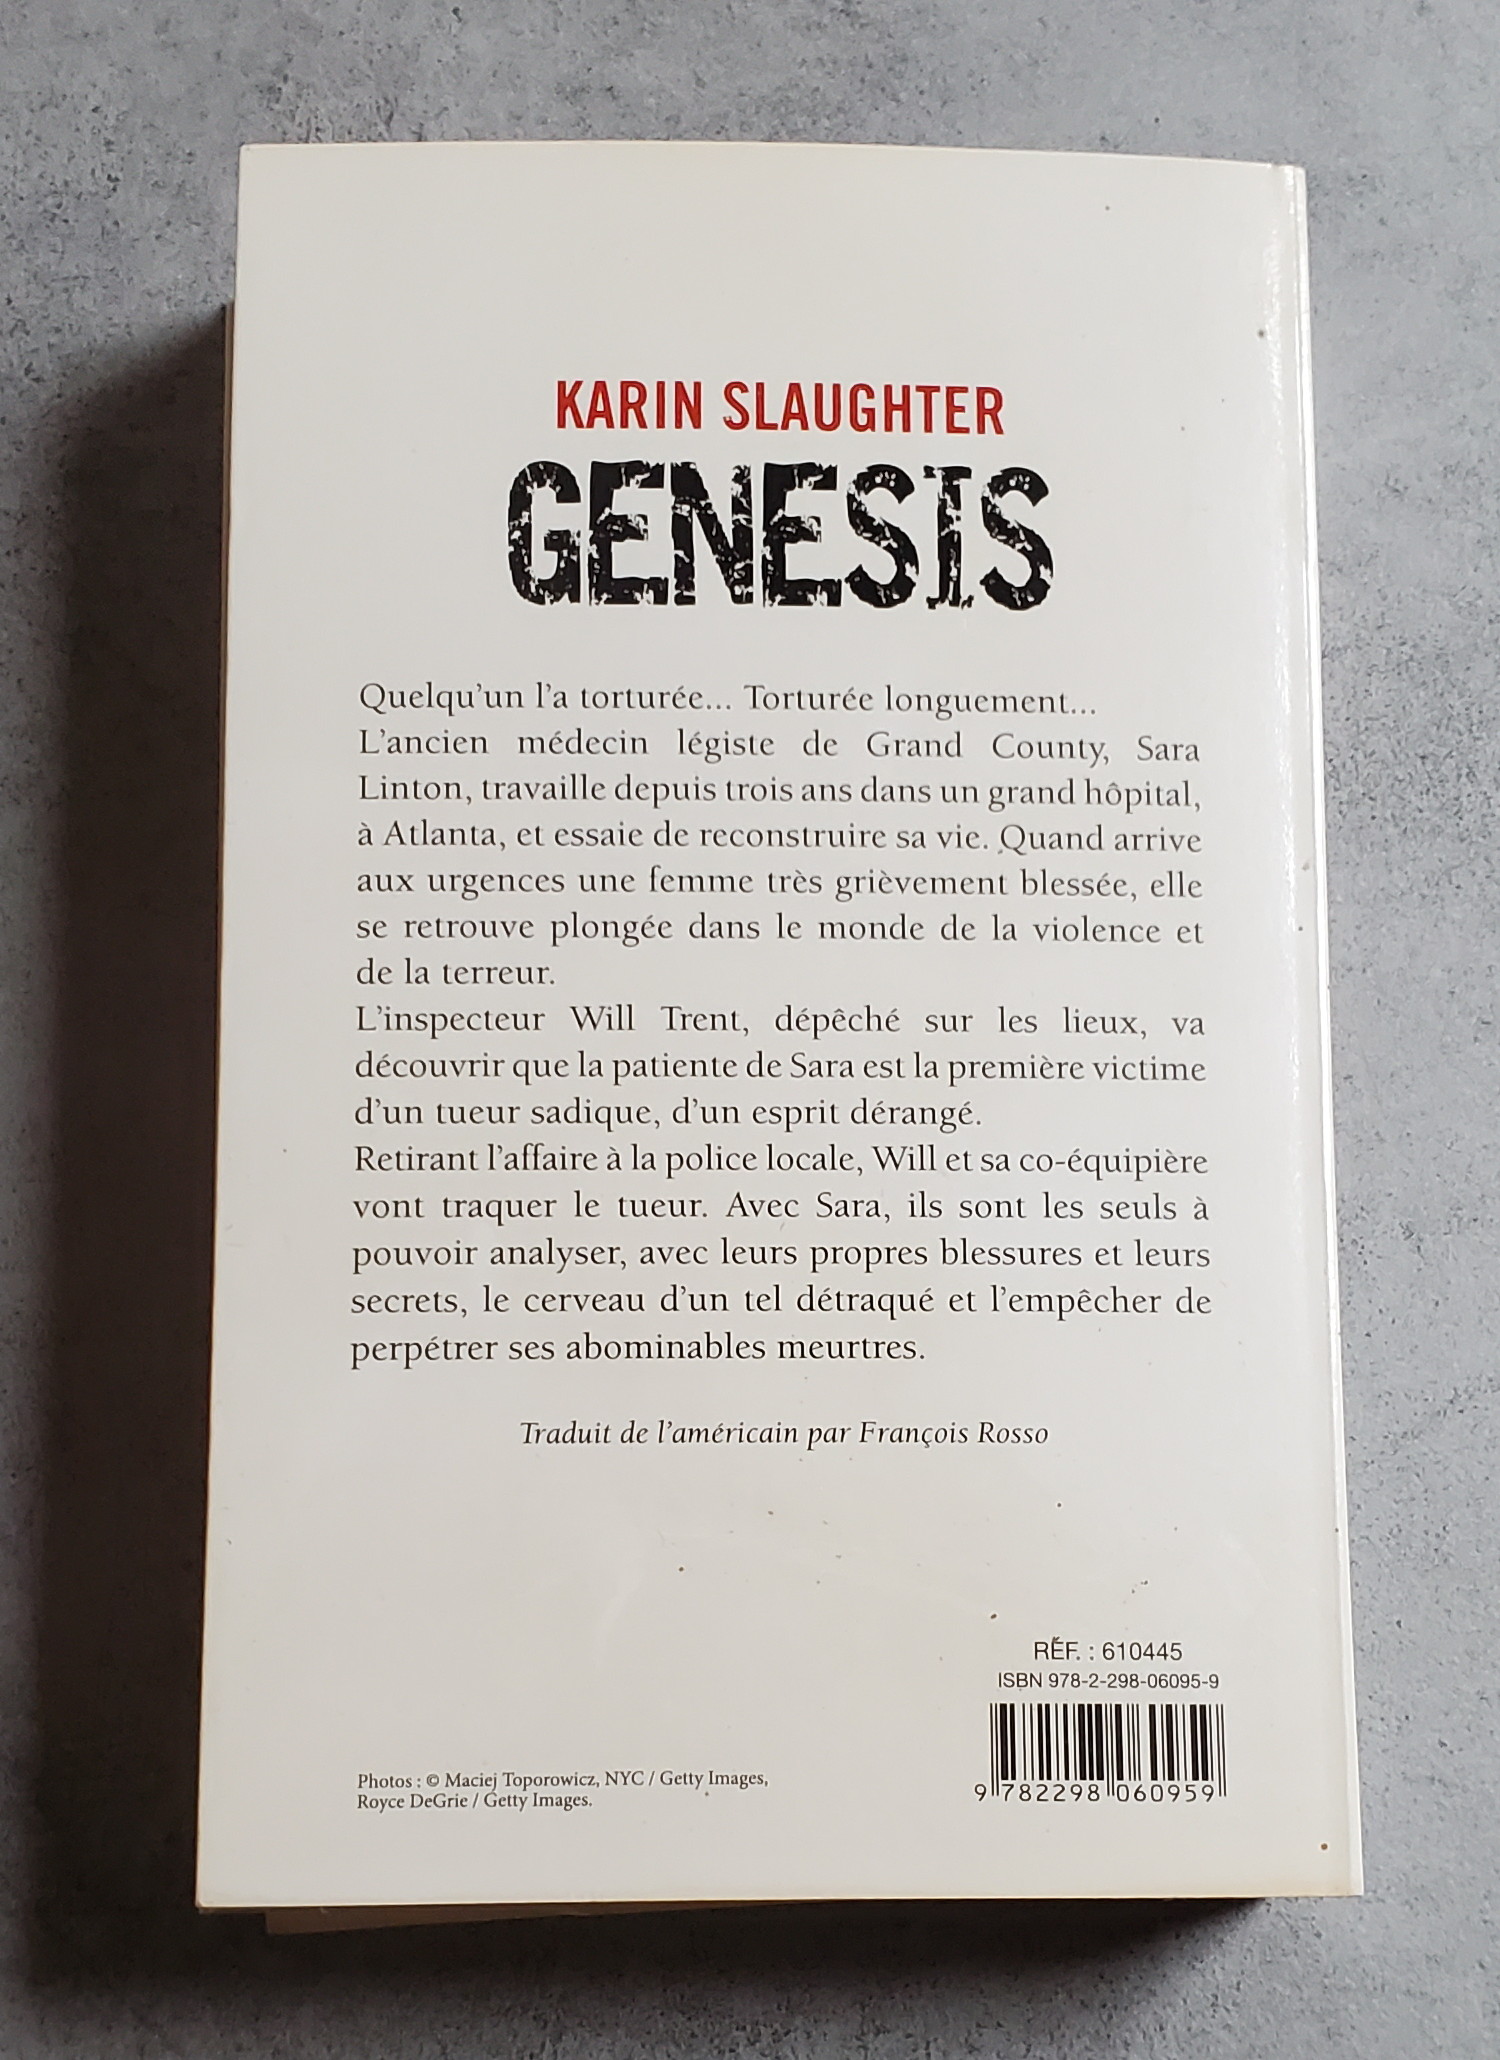 KARIN SLAUGHTER
GENESIS
Quelqu'un l'a torturée... Torturée longuement...
L'ancien médecin légiste de Grand County, Sara
Linton, travaille depuis trois ans dans un grand hôpital,
à Atlanta, et essaie de reconstruire sa vie. Quand arrive
aux urgences une femme très grièvement blessée, elle
se retrouve plongée dans le monde de la violence et
de la terreur.
L'inspecteur Will Trent, dépêché sur les lieux, va
découvrir que la patiente de Sara est la première victime
d'un tueur sadique, d'un esprit dérangé.
Retirant l'affaire à la police locale, Will et sa co-équipière
vont traquer le tueur. Avec Sara, ils sont les seuls à
pouvoir analyser, avec leurs propres blessures et leurs
secrets, le cerveau d'un tel détraqué et l'empêcher de
perpétrer ses abominables meurtres.
Traduit de l'américain par François Rosso
RÉF. : 610445
ISBN 978-2-298-06095-9
9 782298 060959
Photos : © Maciej Toporowicz, NYC / Getty Images,
Royce DeGrie / Getty Images.